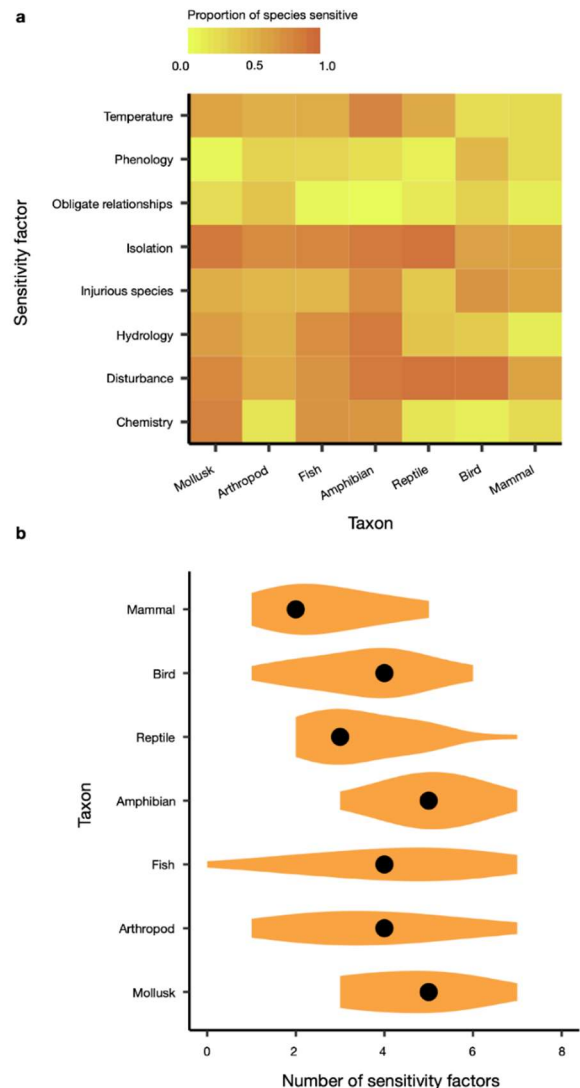 a
Proportion of species sensitive
0.0 0.5 1.0
Sensitivity factor
Temperature
Phenology
Obligate relationships
Isolation
Injurious species
Hydrology
Disturbance
Chemistry
Mollusk Arthropod Fish Amphibian Reptile Bird Mammal
Taxon
b
Taxon
Mammal
Bird
Reptile
Amphibian
Fish
Arthropod
Mollusk
0 2 4 6 8
Number of sensitivity factors